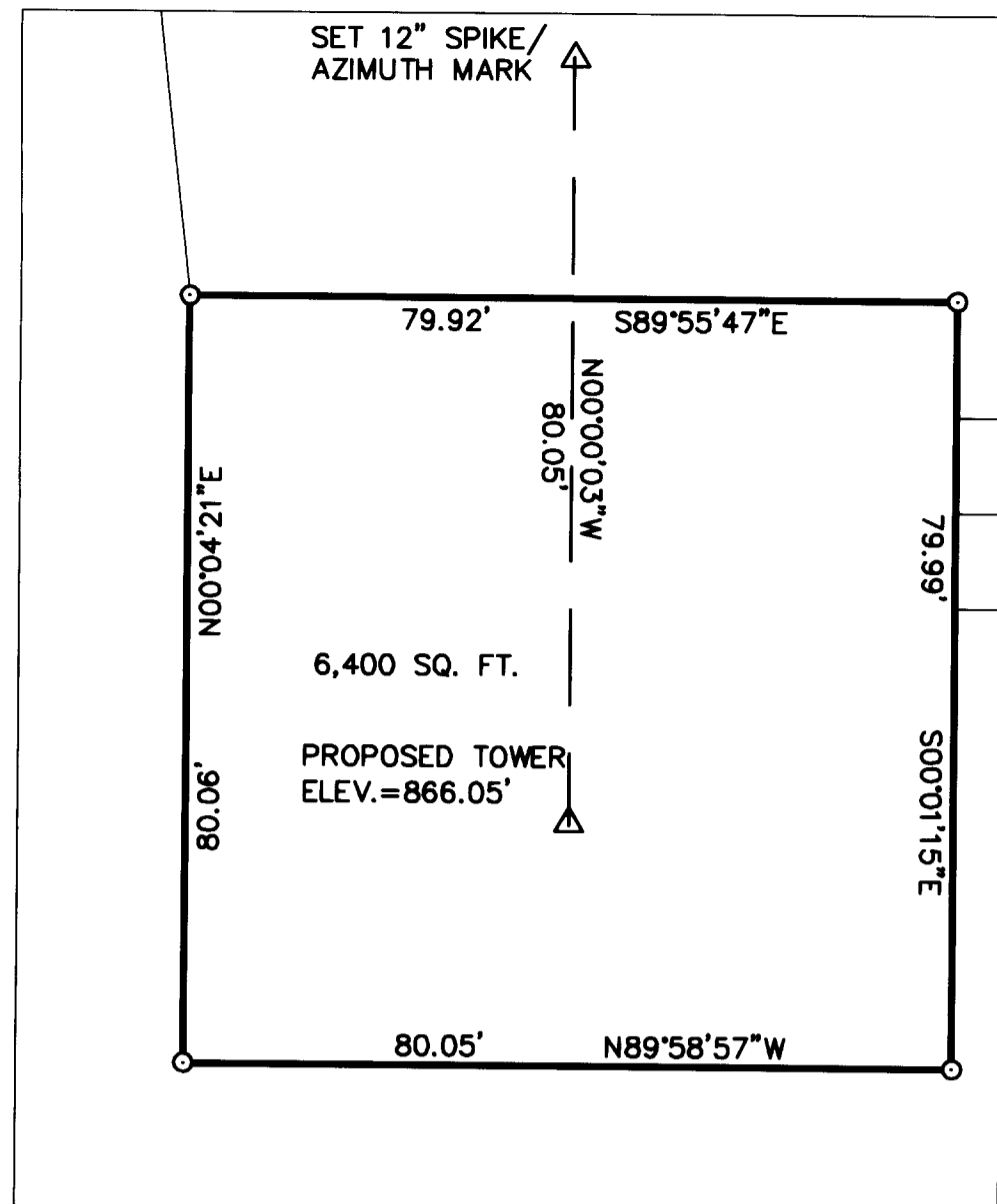 SET 12" SPIKE/
AZIMUTH MARK
79.92' S89°55'47"E
N00°00'03"W
80.05'
N00°04'21"E
80.06'
79.99'
S00°01'15"E
6,400 SQ. FT.
PROPOSED TOWER
ELEV.=866.05'
80.05' N89°58'57"W